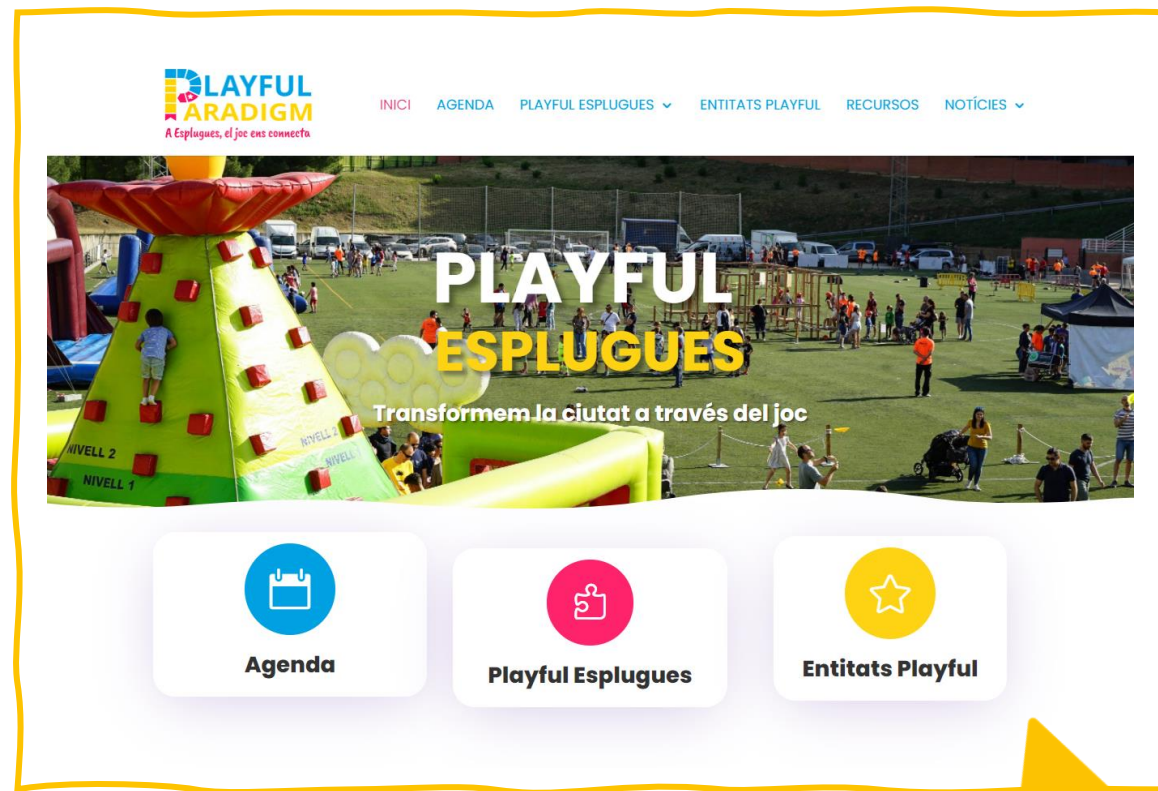 PLAYFUL
PARADIGM
A Esplugues, el joc ens connecta
INICI AGENDA PLAYFUL ESPLUGUES ENTITATS PLAYFUL RECURSOS NOTÍCIES
PLAYFUL
ESPLUGUES
Transformem la ciutat a través del joc
NIVELL 2
NIVELL 1
NIVELL 2
NIVELL
Agenda
Playful Esplugues
Entitats Playful